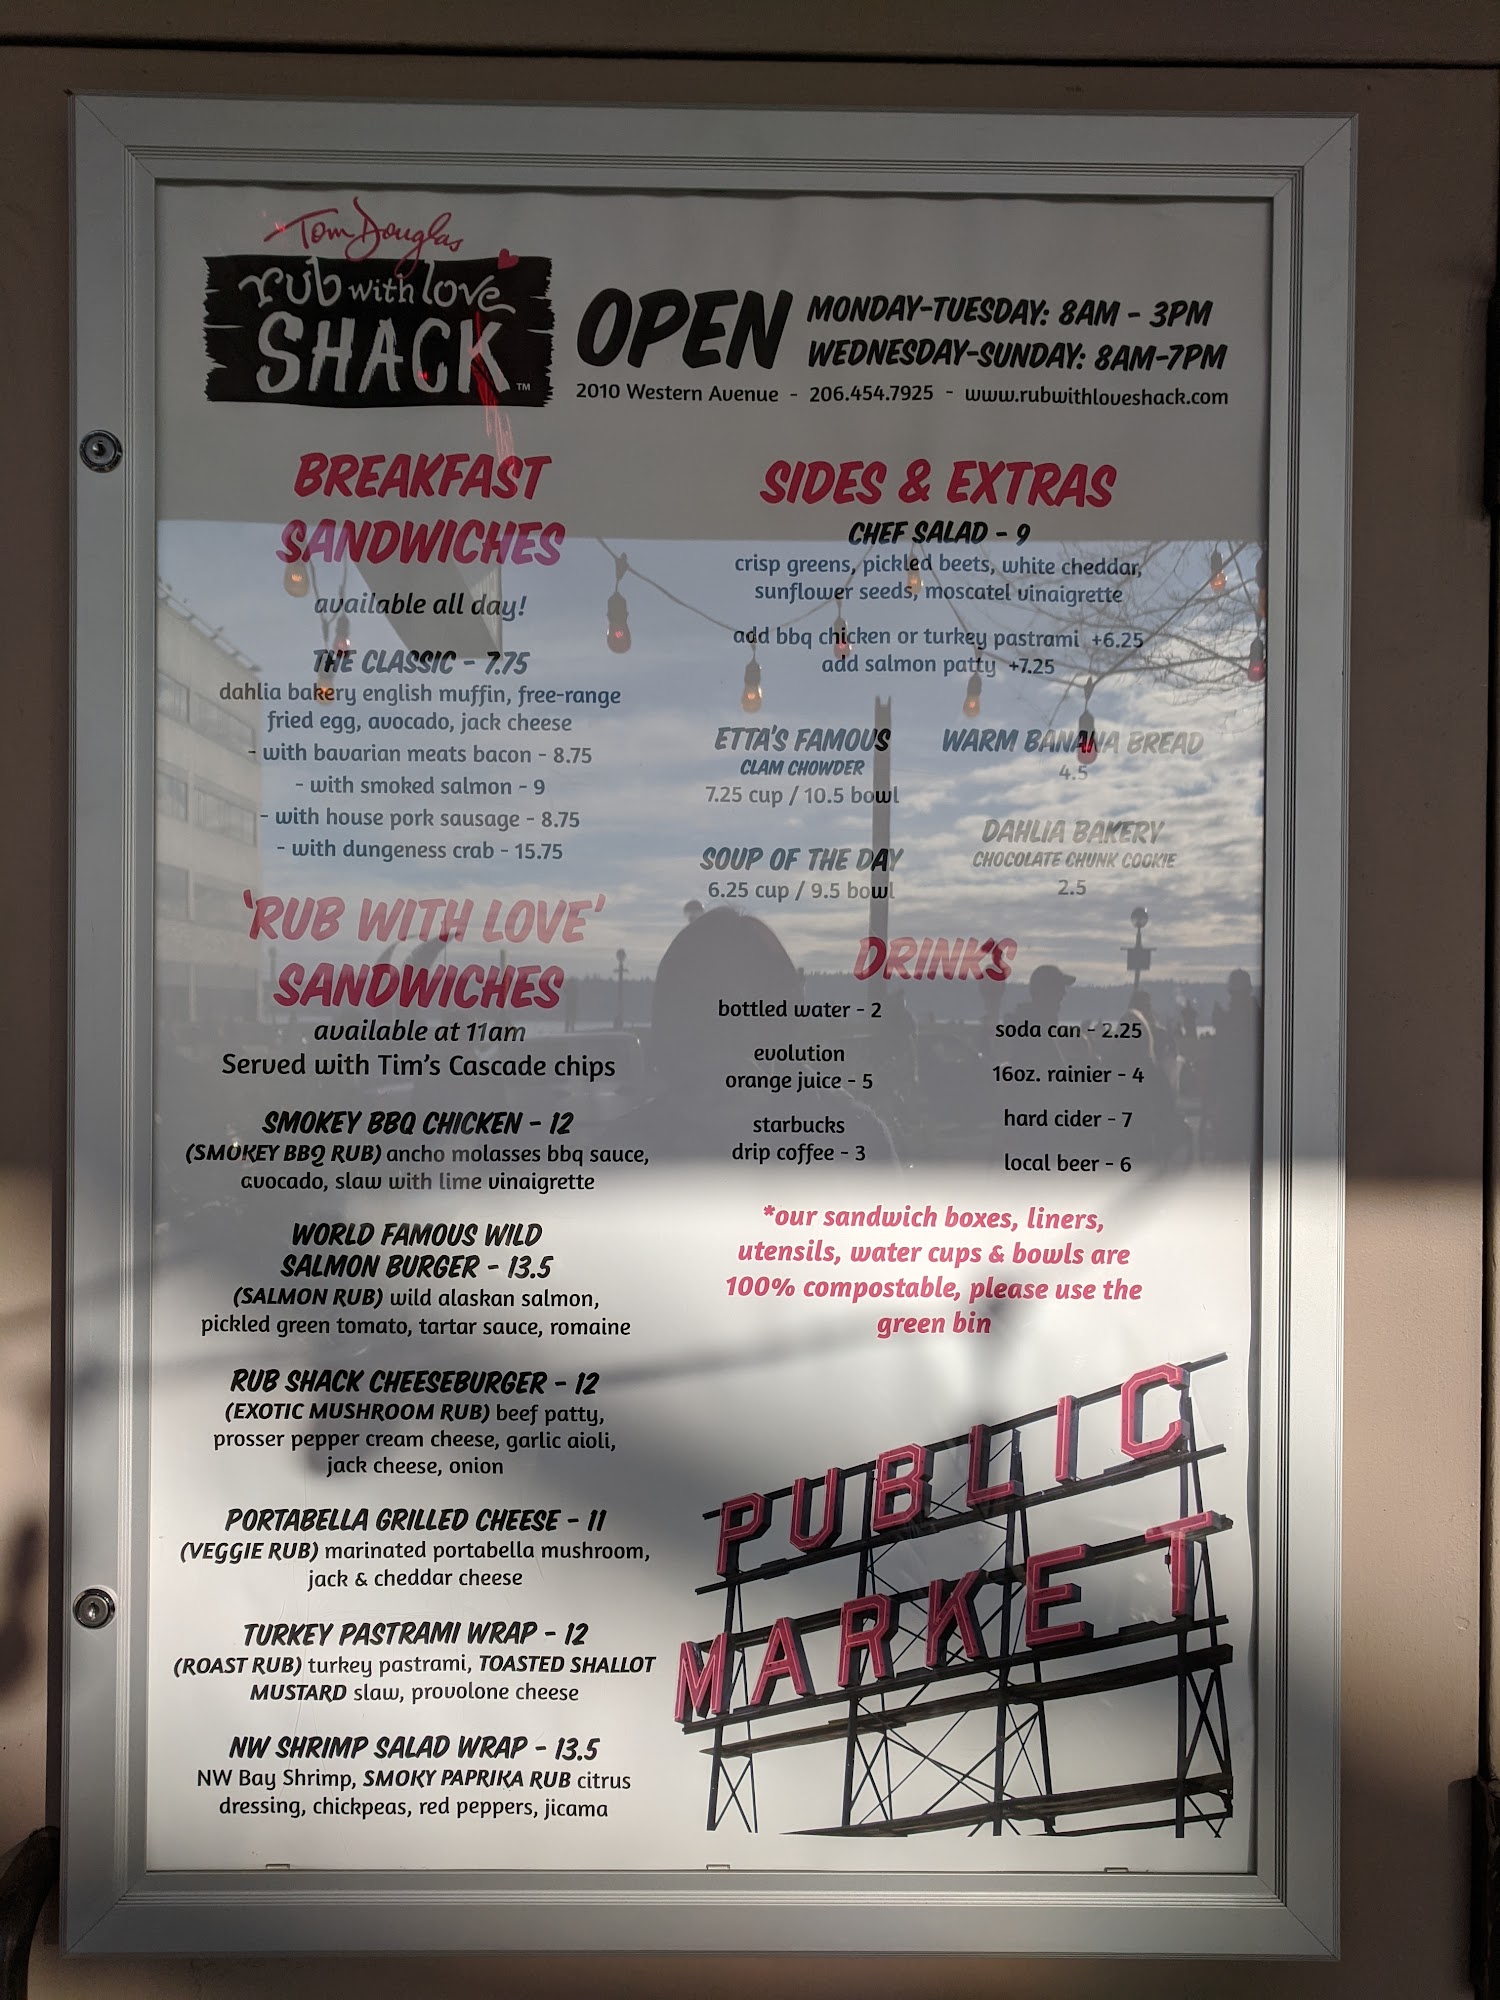 Tom Douglas
rub with love
SHACK™
OPEN
MONDAY-TUESDAY: 8AM - 3PM
WEDNESDAY-SUNDAY: 8AM-7PM
2010 Western Avenue - 206.454.7925 - www.rubwithloveshack.com
BREAKFAST
SANDWICHES
available all day!
THE CLASSIC - 7.75
dahlia bakery english muffin, free-range
fried egg, avocado, jack cheese
- with bavarian meats bacon - 8.75
- with smoked salmon - 9
- with house pork sausage - 8.75
- with dungeness crab - 15.75
'RUB WITH LOVE'
SANDWICHES
available at 11am
Served with Tim's Cascade chips
SMOKEY BBQ CHICKEN - 12
(SMOKEY BBQ RUB) ancho molasses bbq sauce,
avocado, slaw with lime vinaigrette
WORLD FAMOUS WILD
SALMON BURGER - 13.5
(SALMON RUB) wild alaskan salmon,
pickled green tomato, tartar sauce, romaine
RUB SHACK CHEESEBURGER - 12
(EXOTIC MUSHROOM RUB) beef patty,
prosser pepper cream cheese, garlic aioli,
jack cheese, onion
PORTABELLA GRILLED CHEESE - 11
(VEGGIE RUB) marinated portabella mushroom,
jack & cheddar cheese
TURKEY PASTRAMI WRAP - 12
(ROAST RUB) turkey pastrami, TOASTED SHALLOT
MUSTARD slaw, provolone cheese
NW SHRIMP SALAD WRAP - 13.5
NW Bay Shrimp, SMOKY PAPRIKA RUB citrus
dressing, chickpeas, red peppers, jicama
SIDES & EXTRAS
CHEF SALAD - 9
crisp greens, pickled beets, white cheddar,
sunflower seeds, moscatel vinaigrette
add bbq chicken or turkey pastrami +6.25
add salmon patty +7.25
ETTA'S FAMOUS
CLAM CHOWDER
7.25 cup / 10.5 bowl
SOUP OF THE DAY
6.25 cup / 9.5 bowl
WARM BANANA BREAD
4.5
DAHLIA BAKERY
CHOCOLATE CHUNK COOKIE
2.5
DRINKS
bottled water - 2
evolution
orange juice - 5
starbucks
drip coffee - 3
soda can - 2.25
16oz. rainier - 4
hard cider - 7
local beer - 6
*our sandwich boxes, liners,
utensils, water cups & bowls are
100% compostable, please use the
green bin
PUBLIC
MARKET